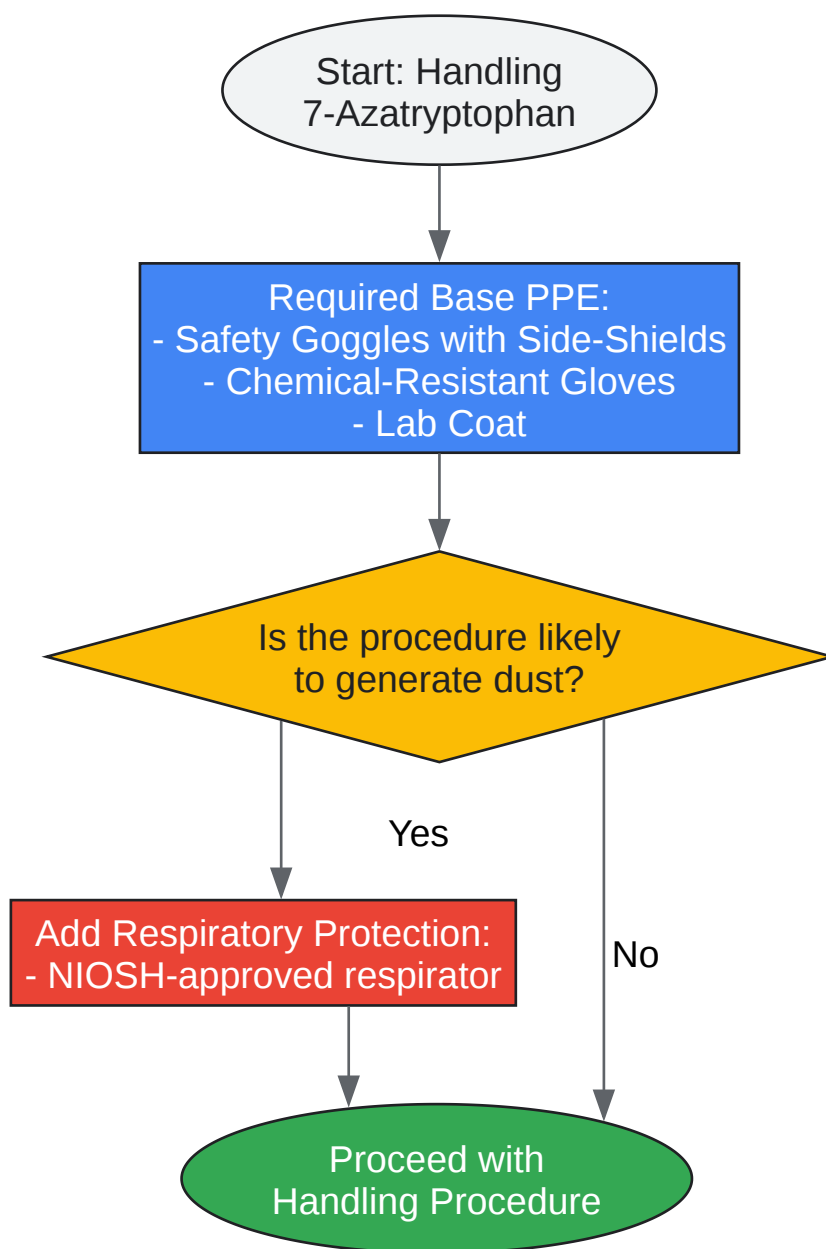 Start: Handling
7-Azatryptophan
Required Base PPE:
- Safety Goggles with Side-Shields
- Chemical-Resistant Gloves
- Lab Coat
Is the procedure likely
to generate dust?
Yes
Add Respiratory Protection:
- NIOSH-approved respirator
No
Proceed with
Handling Procedure